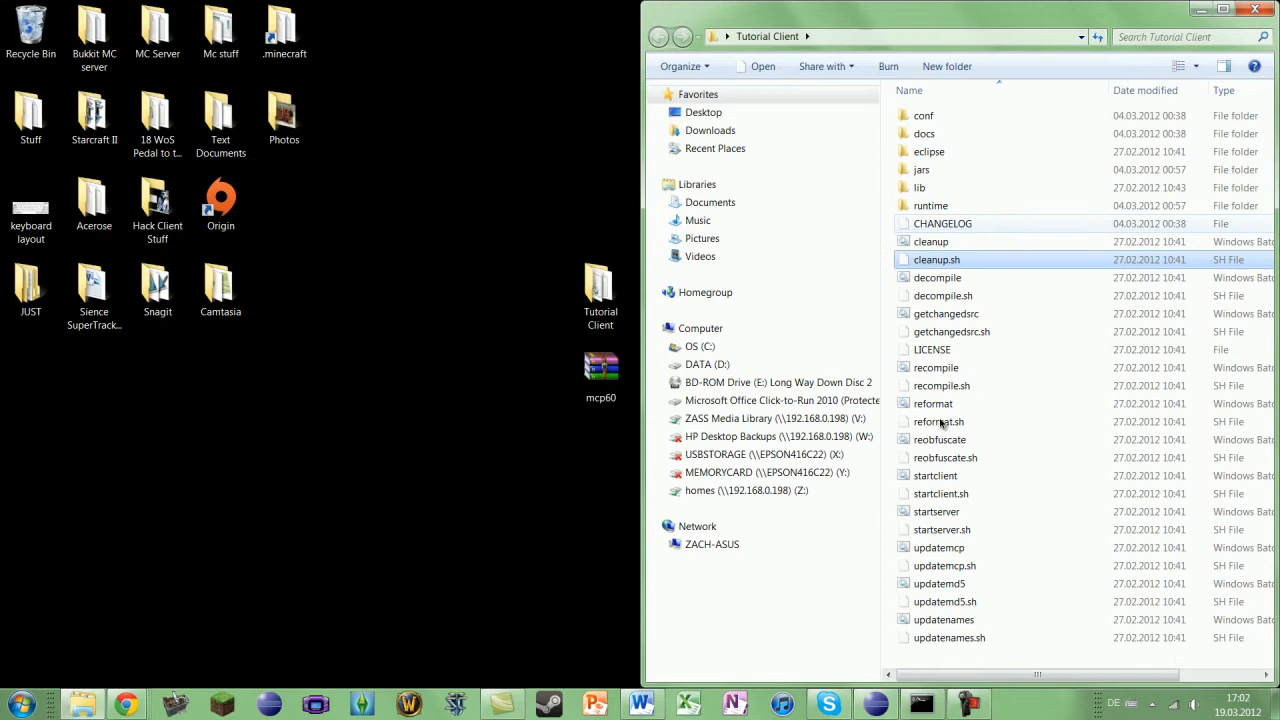 Recycle Bin
Bukkit MC
server
MC Server
Mc stuff
.minecraft
Stuff
Starcraft II
18 WoS
Pedal to t...
Text
Documents
Photos
keyboard
layout
Acerose
Hack Client
Stuff
Origin
JUST
Sience
SuperTrack...
Snagit
Camtasia
Tutorial
Client
mcp60
Tutorial Client
Search Tutorial Client
Organize
Open
Share with
Burn
New folder
Favorites
Desktop
Downloads
Recent Places
Libraries
Documents
Music
Pictures
Videos
Homegroup
Computer
OS (C:)
DATA (D:)
BD-ROM Drive (E:) Long Way Down Disc 2
Microsoft Office Click-to-Run 2010 (Protecte
ZASS Media Library (\\192.168.0.198) (V:)
HP Desktop Backups (\\192.168.0.198) (W:)
USBSTORAGE (\\EPSON416C22) (X:)
MEMORYCARD (\\EPSON416C22) (Y:)
homes (\\192.168.0.198) (Z:)
Network
ZACH-ASUS
Name Date modified Type
conf 04.03.2012 00:38 File folder
docs 04.03.2012 00:38 File folder
eclipse 27.02.2012 10:41 File folder
jars 04.03.2012 00:57 File folder
lib 27.02.2012 10:43 File folder
runtime 04.03.2012 00:57 File folder
CHANGELOG 04.03.2012 00:38 File
cleanup 27.02.2012 10:41 Windows Batc
cleanup.sh 27.02.2012 10:41 SH File
decompile 27.02.2012 10:41 Windows Batc
decompile.sh 27.02.2012 10:41 SH File
getchangedsrc 27.02.2012 10:41 Windows Batc
getchangedsrc.sh 27.02.2012 10:41 SH File
LICENSE 27.02.2012 10:41 File
recompile 27.02.2012 10:41 Windows Batc
recompile.sh 27.02.2012 10:41 SH File
reformat 27.02.2012 10:41 Windows Batc
reformat.sh 27.02.2012 10:41 SH File
reobfuscate 27.02.2012 10:41 Windows Batc
reobfuscate.sh 27.02.2012 10:41 SH File
startclient 27.02.2012 10:41 Windows Batc
startclient.sh 27.02.2012 10:41 SH File
startserver 27.02.2012 10:41 Windows Batc
startserver.sh 27.02.2012 10:41 SH File
updatemcp 27.02.2012 10:41 Windows Batc
updatemcp.sh 27.02.2012 10:41 SH File
updatemd5 27.02.2012 10:41 Windows Batc
updatemd5.sh 27.02.2012 10:41 SH File
updatenames 27.02.2012 10:41 Windows Batc
updatenames.sh 27.02.2012 10:41 SH File
DE
17:02
19.03.2012